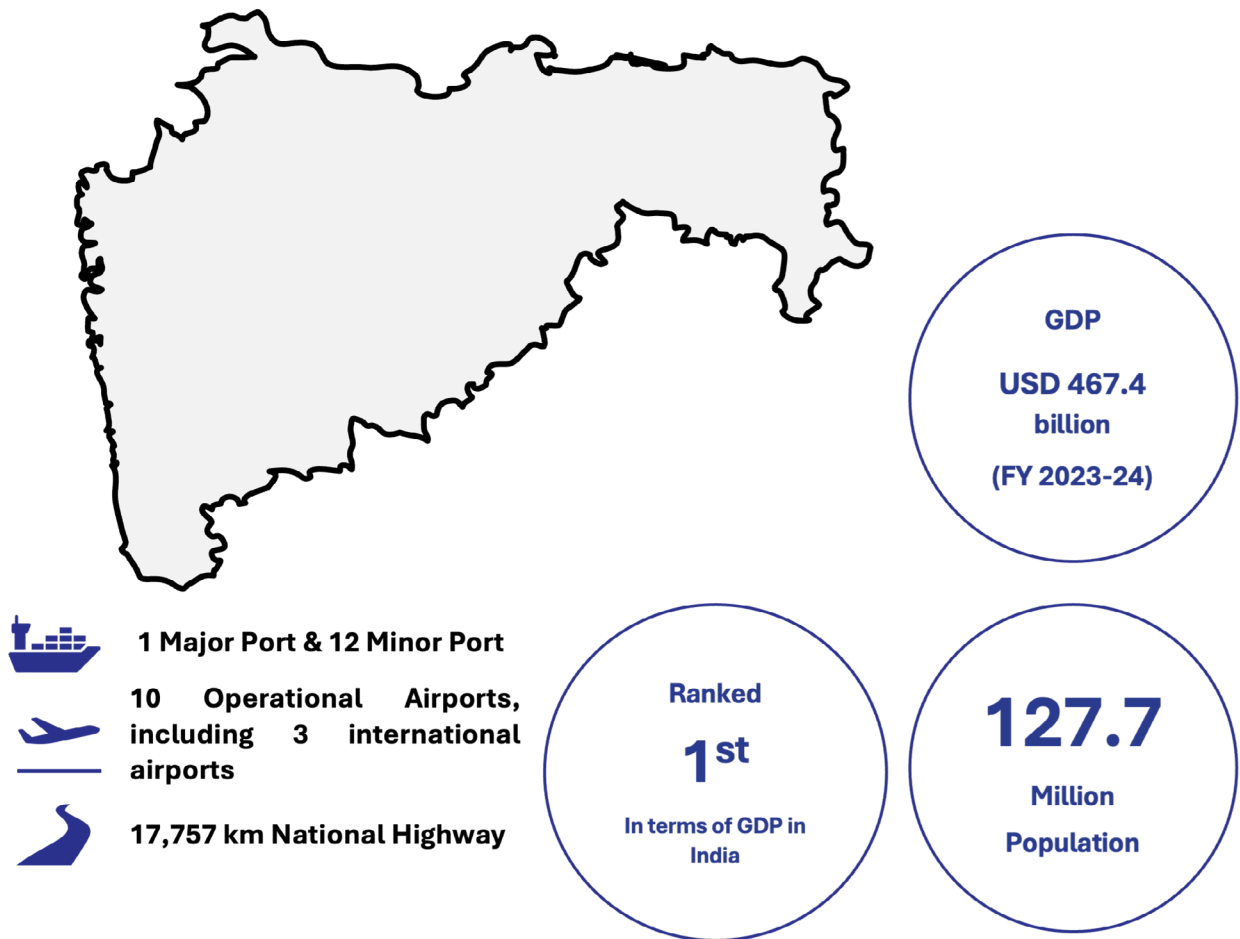 GDP
USD 467.4
billion
(FY 2023-24)
1 Major Port & 12 Minor Port
10 Operational Airports,
including 3 international
airports
17,757 km National Highway
Ranked
1st
In terms of GDP in
India
127.7
Million
Population